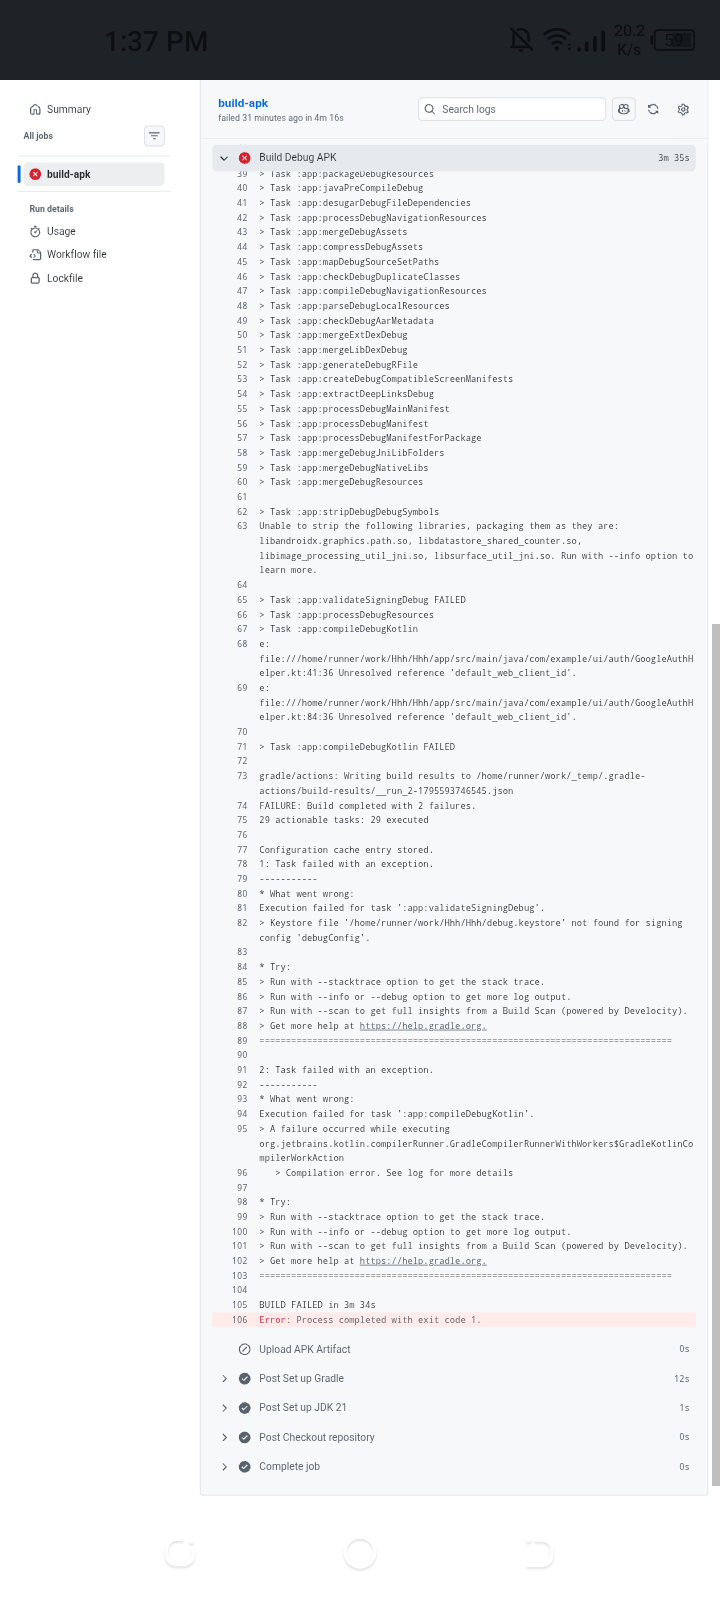 1:37 PM
20.2
K/s
59
Summary
All jobs
build-apk
Run details
Usage
Workflow file
Lockfile
build-apk
failed 31 minutes ago in 4m 16s
Search logs
Build Debug APK 3m 35s
39 > Task :app:packageDebugResources
40 > Task :app:javaPreCompileDebug
41 > Task :app:desugarDebugFileDependencies
42 > Task :app:processDebugNavigationResources
43 > Task :app:mergeDebugAssets
44 > Task :app:compressDebugAssets
45 > Task :app:mapDebugSourceSetPaths
46 > Task :app:checkDebugDuplicateClasses
47 > Task :app:compileDebugNavigationResources
48 > Task :app:parseDebugLocalResources
49 > Task :app:checkDebugAarMetadata
50 > Task :app:mergeExtDexDebug
51 > Task :app:mergeLibDexDebug
52 > Task :app:generateDebugRFile
53 > Task :app:createDebugCompatibleScreenManifests
54 > Task :app:extractDeepLinksDebug
55 > Task :app:processDebugMainManifest
56 > Task :app:processDebugManifest
57 > Task :app:processDebugManifestForPackage
58 > Task :app:mergeDebugJniLibFolders
59 > Task :app:mergeDebugNativeLibs
60 > Task :app:mergeDebugResources
61
62 > Task :app:stripDebugDebugSymbols
63 Unable to strip the following libraries, packaging them as they are:
libandroidx.graphics.path.so, libdatastore_shared_counter.so,
libimage_processing_util_jni.so, libsurface_util_jni.so. Run with --info option to
learn more.
64
65 > Task :app:validateSigningDebug FAILED
66 > Task :app:processDebugResources
67 > Task :app:compileDebugKotlin
68 e:
file:///home/runner/work/Hhh/Hhh/app/src/main/java/com/example/ui/auth/GoogleAuthH
elper.kt:41:36 Unresolved reference 'default_web_client_id'.
69 e:
file:///home/runner/work/Hhh/Hhh/app/src/main/java/com/example/ui/auth/GoogleAuthH
elper.kt:84:36 Unresolved reference 'default_web_client_id'.
70
71 > Task :app:compileDebugKotlin FAILED
72
73 gradle/actions: Writing build results to /home/runner/work/_temp/.gradle-
actions/build-results/__run_2-1795593746545.json
74 FAILURE: Build completed with 2 failures.
75 29 actionable tasks: 29 executed
76
77 Configuration cache entry stored.
78 1: Task failed with an exception.
79 -----------
80 * What went wrong:
81 Execution failed for task ':app:validateSigningDebug'.
82 > Keystore file '/home/runner/work/Hhh/Hhh/debug.keystore' not found for signing
config 'debugConfig'.
83
84 * Try:
85 > Run with --stacktrace option to get the stack trace.
86 > Run with --info or --debug option to get more log output.
87 > Run with --scan to get full insights from a Build Scan (powered by Develocity).
88 > Get more help at https://help.gradle.org.
89 ==============================================================================
90
91 2: Task failed with an exception.
92 -----------
93 * What went wrong:
94 Execution failed for task ':app:compileDebugKotlin'.
95 > A failure occurred while executing
org.jetbrains.kotlin.compilerRunner.GradleCompilerRunnerWithWorkers$GradleKotlinCo
mpilerWorkAction
96 > Compilation error. See log for more details
97
98 * Try:
99 > Run with --stacktrace option to get the stack trace.
100 > Run with --info or --debug option to get more log output.
101 > Run with --scan to get full insights from a Build Scan (powered by Develocity).
102 > Get more help at https://help.gradle.org.
103 ==============================================================================
104
105 BUILD FAILED in 3m 34s
106 Error: Process completed with exit code 1.
Upload APK Artifact 0s
Post Set up Gradle 12s
Post Set up JDK 21 1s
Post Checkout repository 0s
Complete job 0s